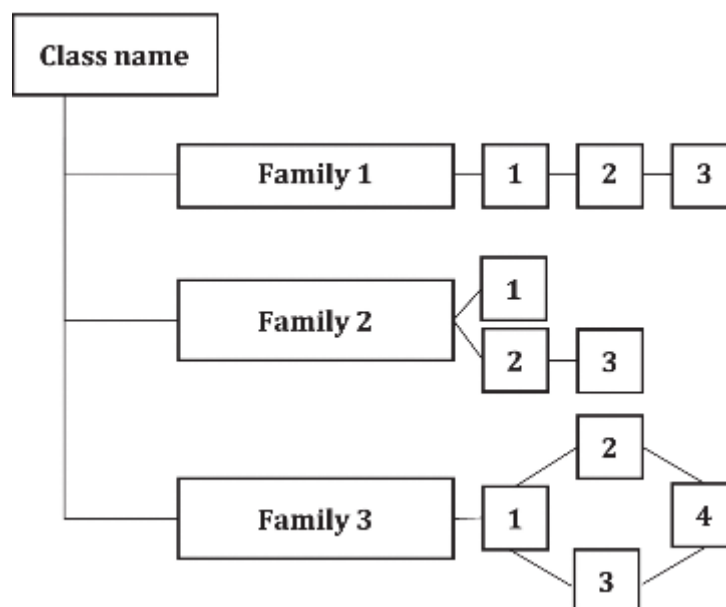 Class name
Family 1 1 2 3
Family 2
1
2 3
Family 3
2
1 4
3